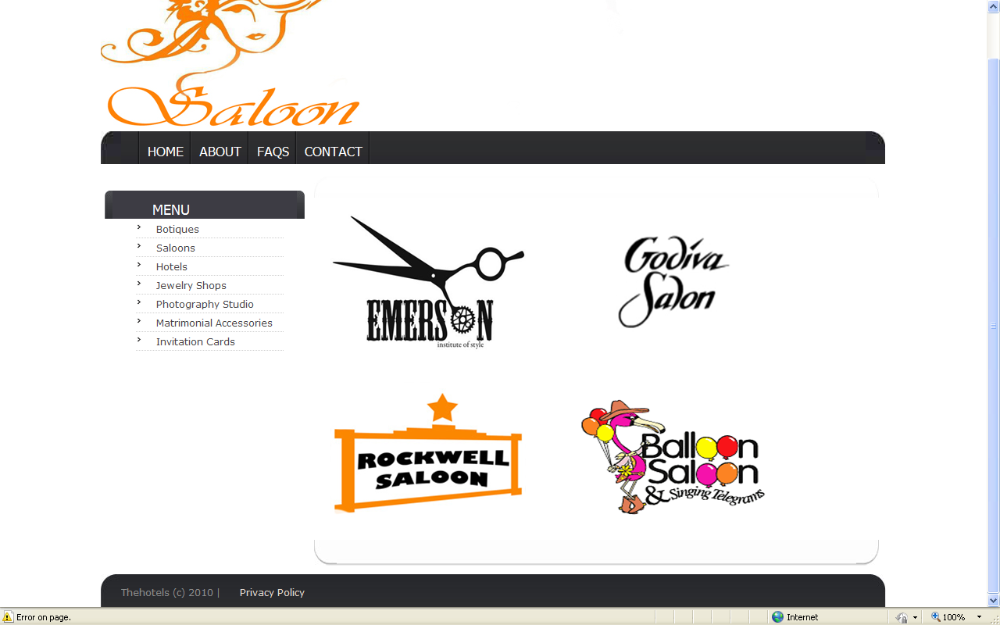 Saloon
HOME ABOUT FAQS CONTACT
MENU
Botiques
Saloons
Hotels
Jewelry Shops
Photography Studio
Matrimonial Accessories
Invitation Cards
EMERSON
institute of style
Godiva
Salon
ROCKWELL
SALOON
Balloon
Saloon
& Singing Telegrams
Thehotels (c) 2010 | Privacy Policy
Error on page. Internet 100%